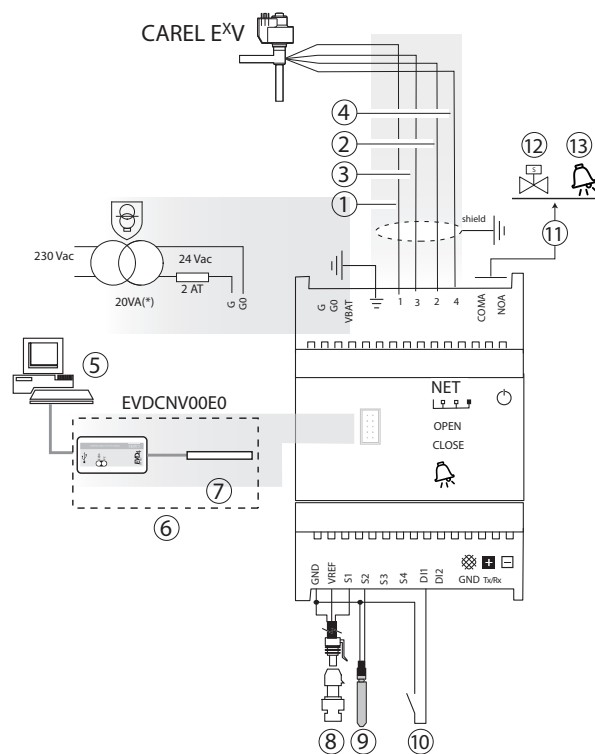 CAREL EXV
4
2
3
1
12
13
S
11
shield
230 Vac
24 Vac
2 AT
20VA(*)
G
G0
G
G0
VBAT
1
3
2
4
COMA
NOA
5
EVDCNV00E0
NET
OPEN
CLOSE
7
6
GND
VREF
S1
S2
S3
S4
DI1
DI2
GND
Tx/Rx
8
9
10